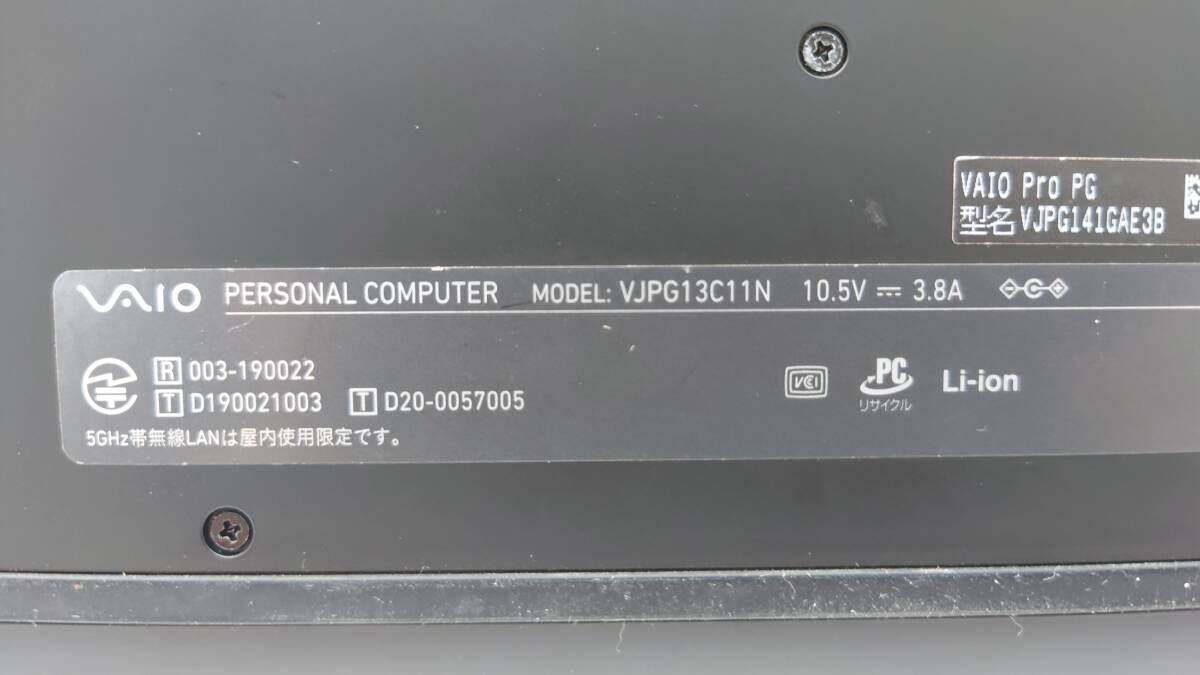 VAIO Pro PG
型名 VJPG141GAE3B
VAIO PERSONAL COMPUTER MODEL: VJPG13C11N 10.5V ⎓ 3.8A
R 003-190022
T D190021003 T D20-0057005
5GHz帯無線LANは屋内使用限定です。
VCI
PC
リサイクル
Li-ion